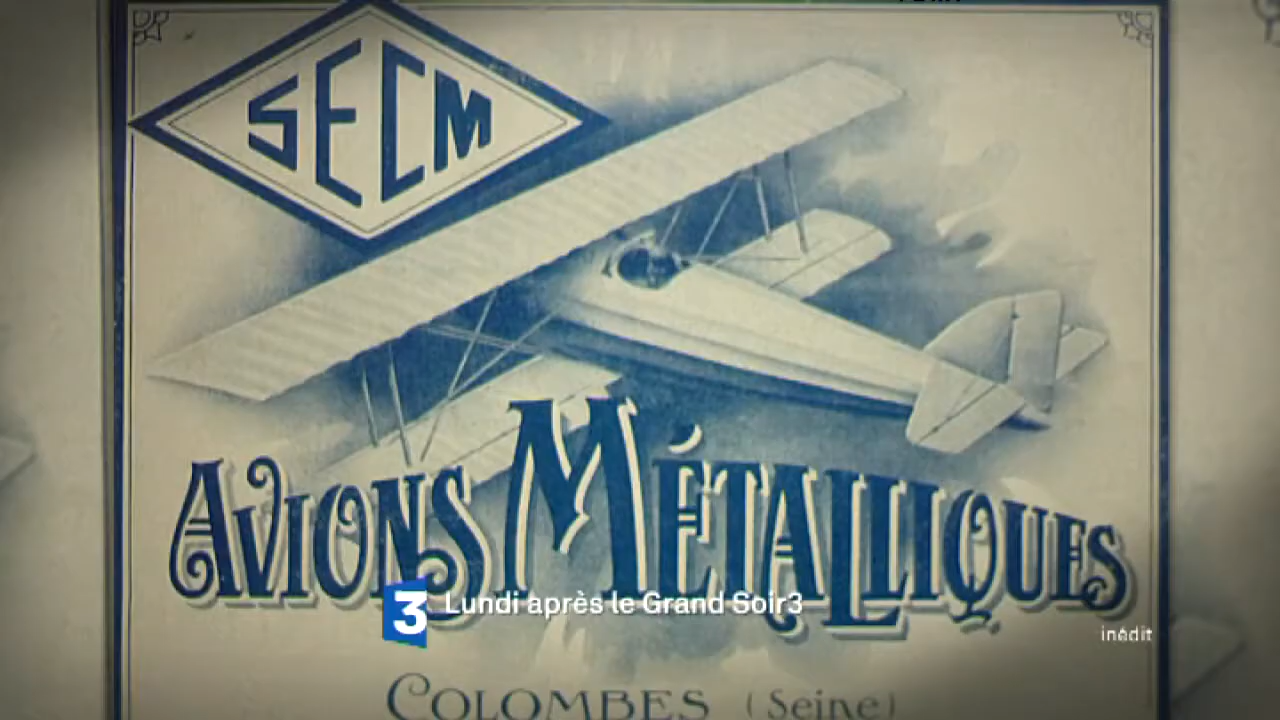 SECM
AVIONS MÉTALLIQUES
3 Lundi après le Grand Soir3
inédit
COLOMBES (Seine)